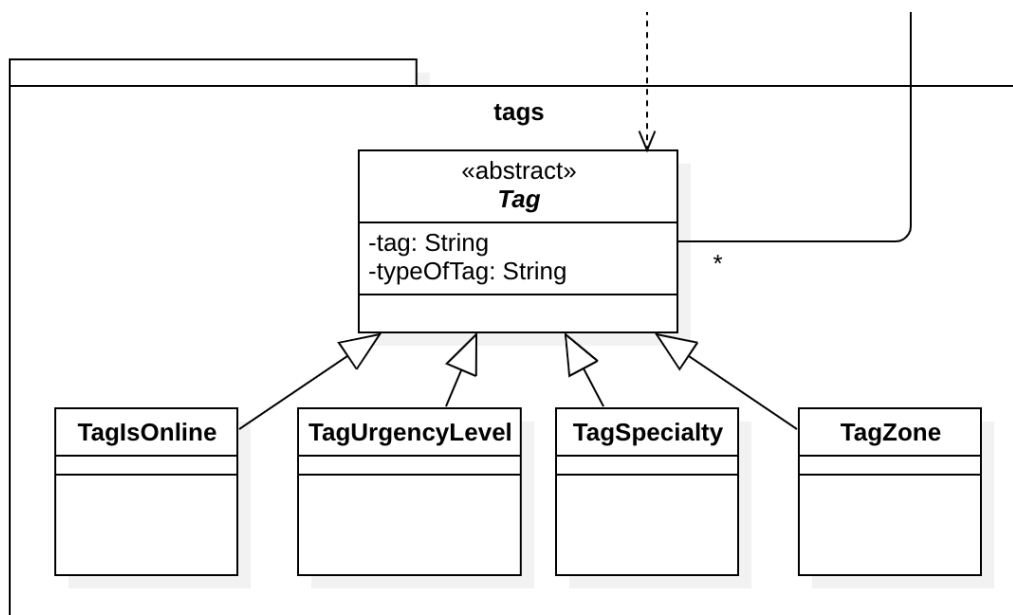 tags
«abstract»
Tag
-tag: String
-typeOfTag: String
*
TagIsOnline
TagUrgencyLevel
TagSpecialty
TagZone